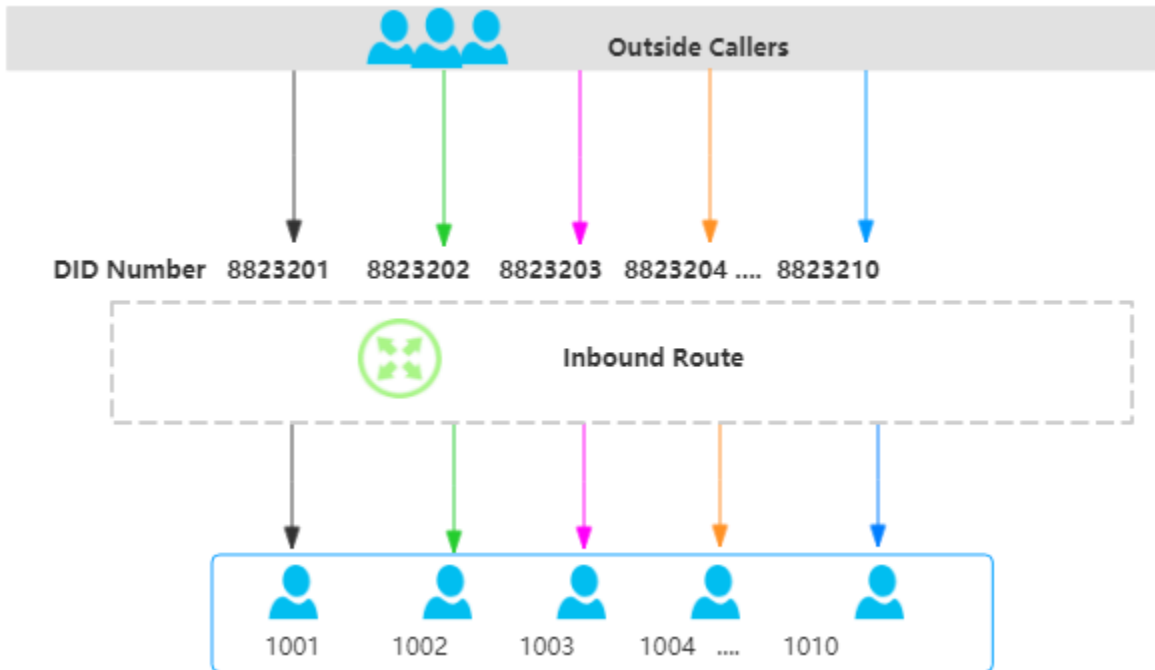 Outside Callers
DID Number 8823201 8823202 8823203 8823204 .... 8823210
Inbound Route
1001 1002 1003 1004 .... 1010